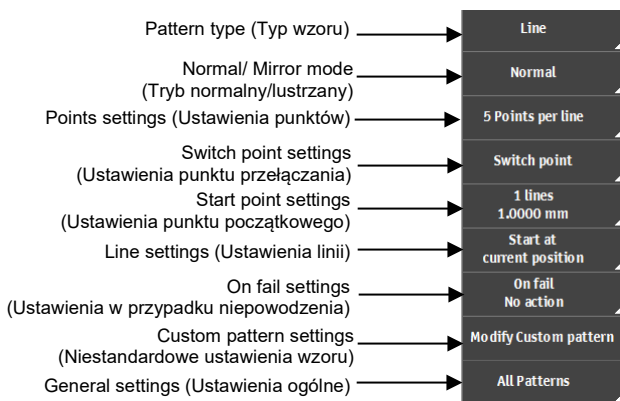 Pattern type (Typ wzoru)
Line
Normal/ Mirror mode
(Tryb normalny/lustrzany)
Normal
Points settings (Ustawienia punktów)
5 Points per line
Switch point settings
(Ustawienia punktu przełączania)
Switch point
Start point settings
(Ustawienia punktu początkowego)
1 lines
1.0000 mm
Line settings (Ustawienia linii)
Start at
current position
On fail settings
(Ustawienia w przypadku niepowodzenia)
On fail
No action
Custom pattern settings
(Niestandardowe ustawienia wzoru)
Modify Custom pattern
General settings (Ustawienia ogólne)
All Patterns